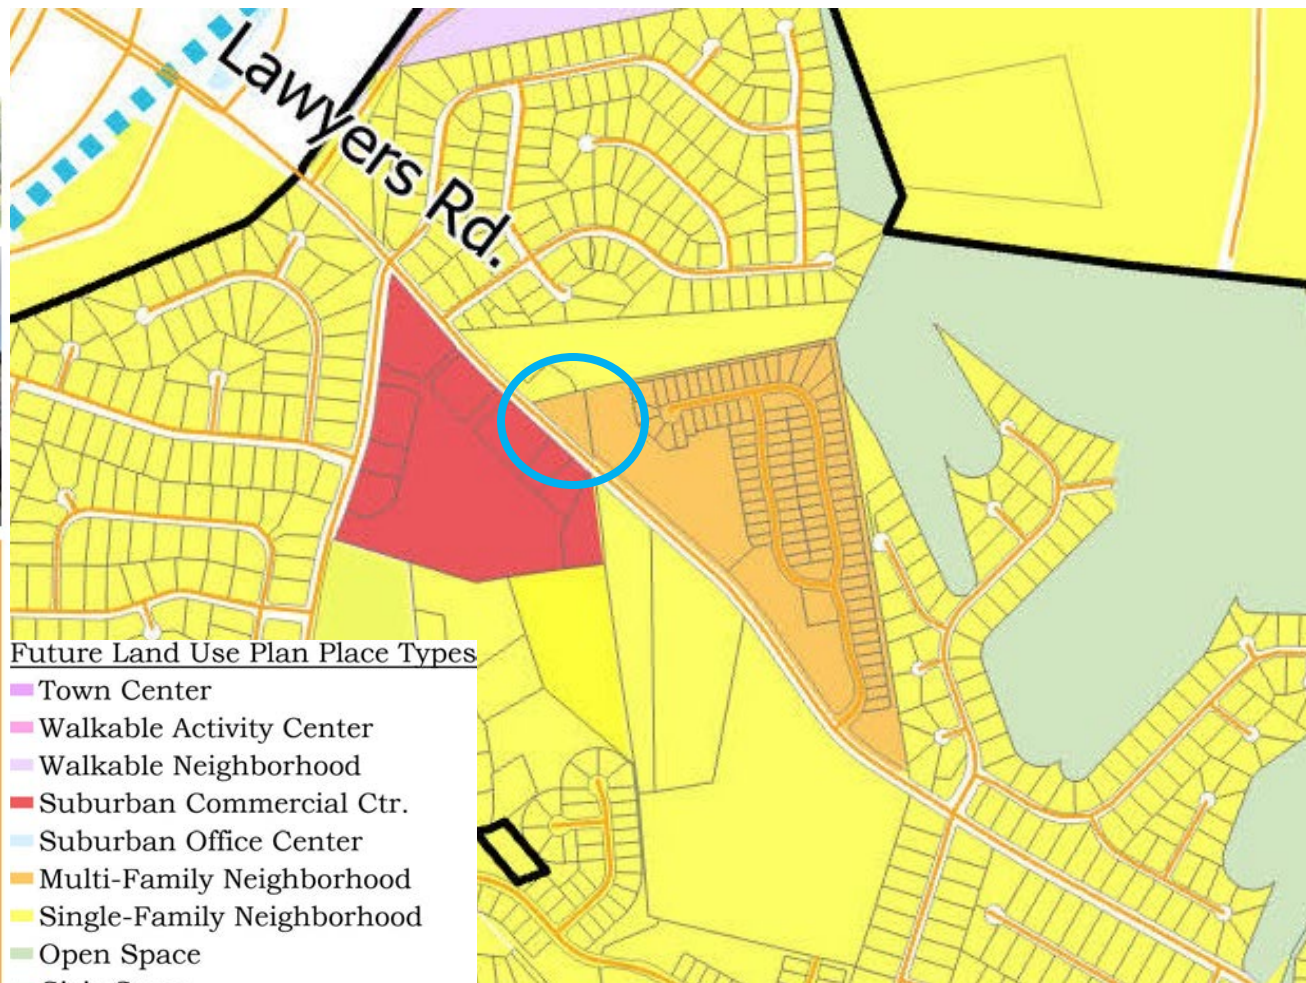 Lawyers Rd.
Future Land Use Plan Place Types
Town Center
Walkable Activity Center
Walkable Neighborhood
Suburban Commercial Ctr.
Suburban Office Center
Multi-Family Neighborhood
Single-Family Neighborhood
Open Space